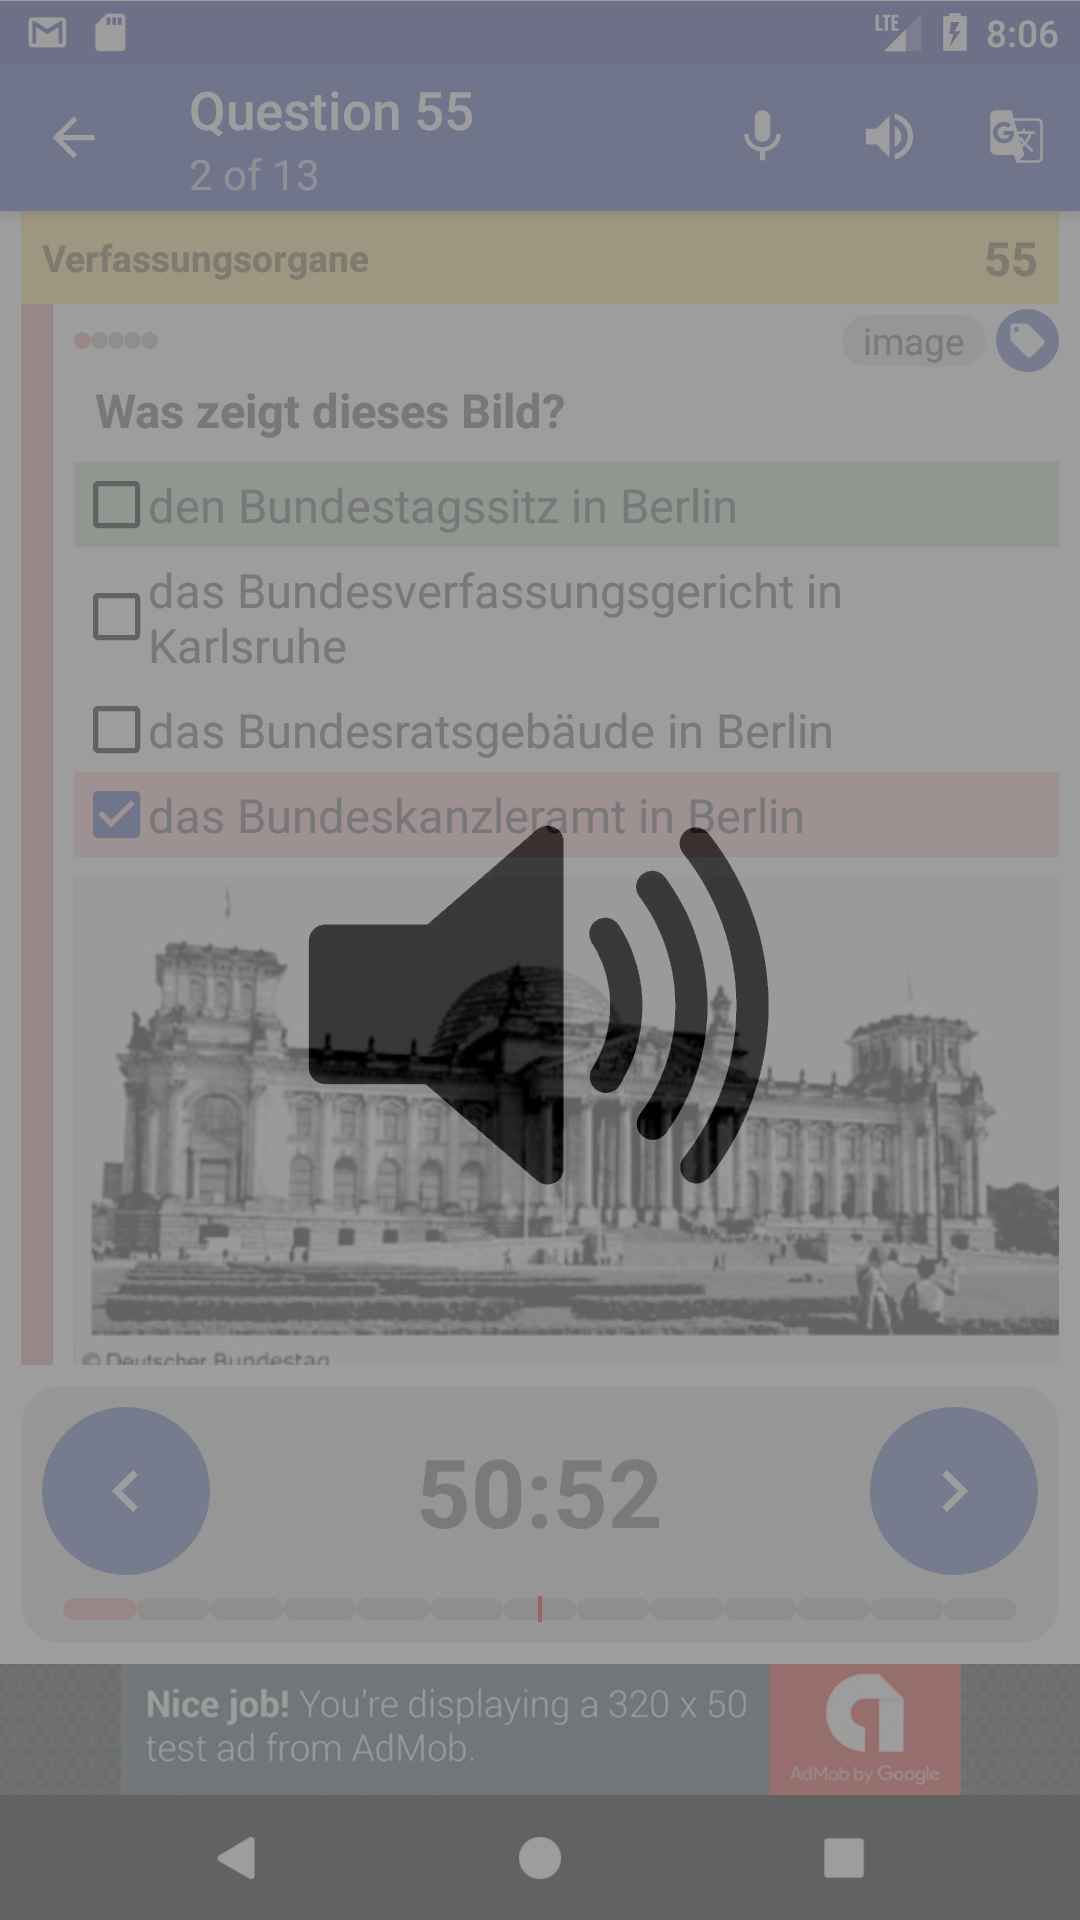 LTE 8:06
Question 55
2 of 13
G
Verfassungsorgane 55
image
Was zeigt dieses Bild?
den Bundestagssitz in Berlin
das Bundesverfassungsgericht in
Karlsruhe
das Bundesratsgebäude in Berlin
das Bundeskanzleramt in Berlin
© Deutscher Bundestag
50:52
Nice job! You’re displaying a 320 x 50
test ad from AdMob.
AdMob by Google